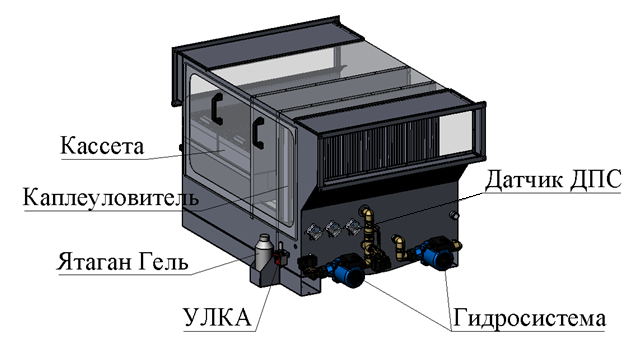 Кассета
Каплеуловитель
Датчик ДПС
Ятаган Гель
УЛКА
Гидросистема